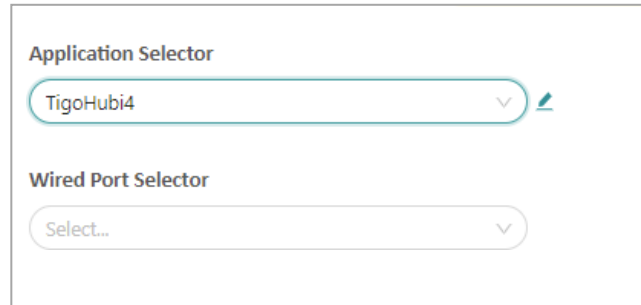 Application Selector
TigoHubi4
Wired Port Selector
Select...